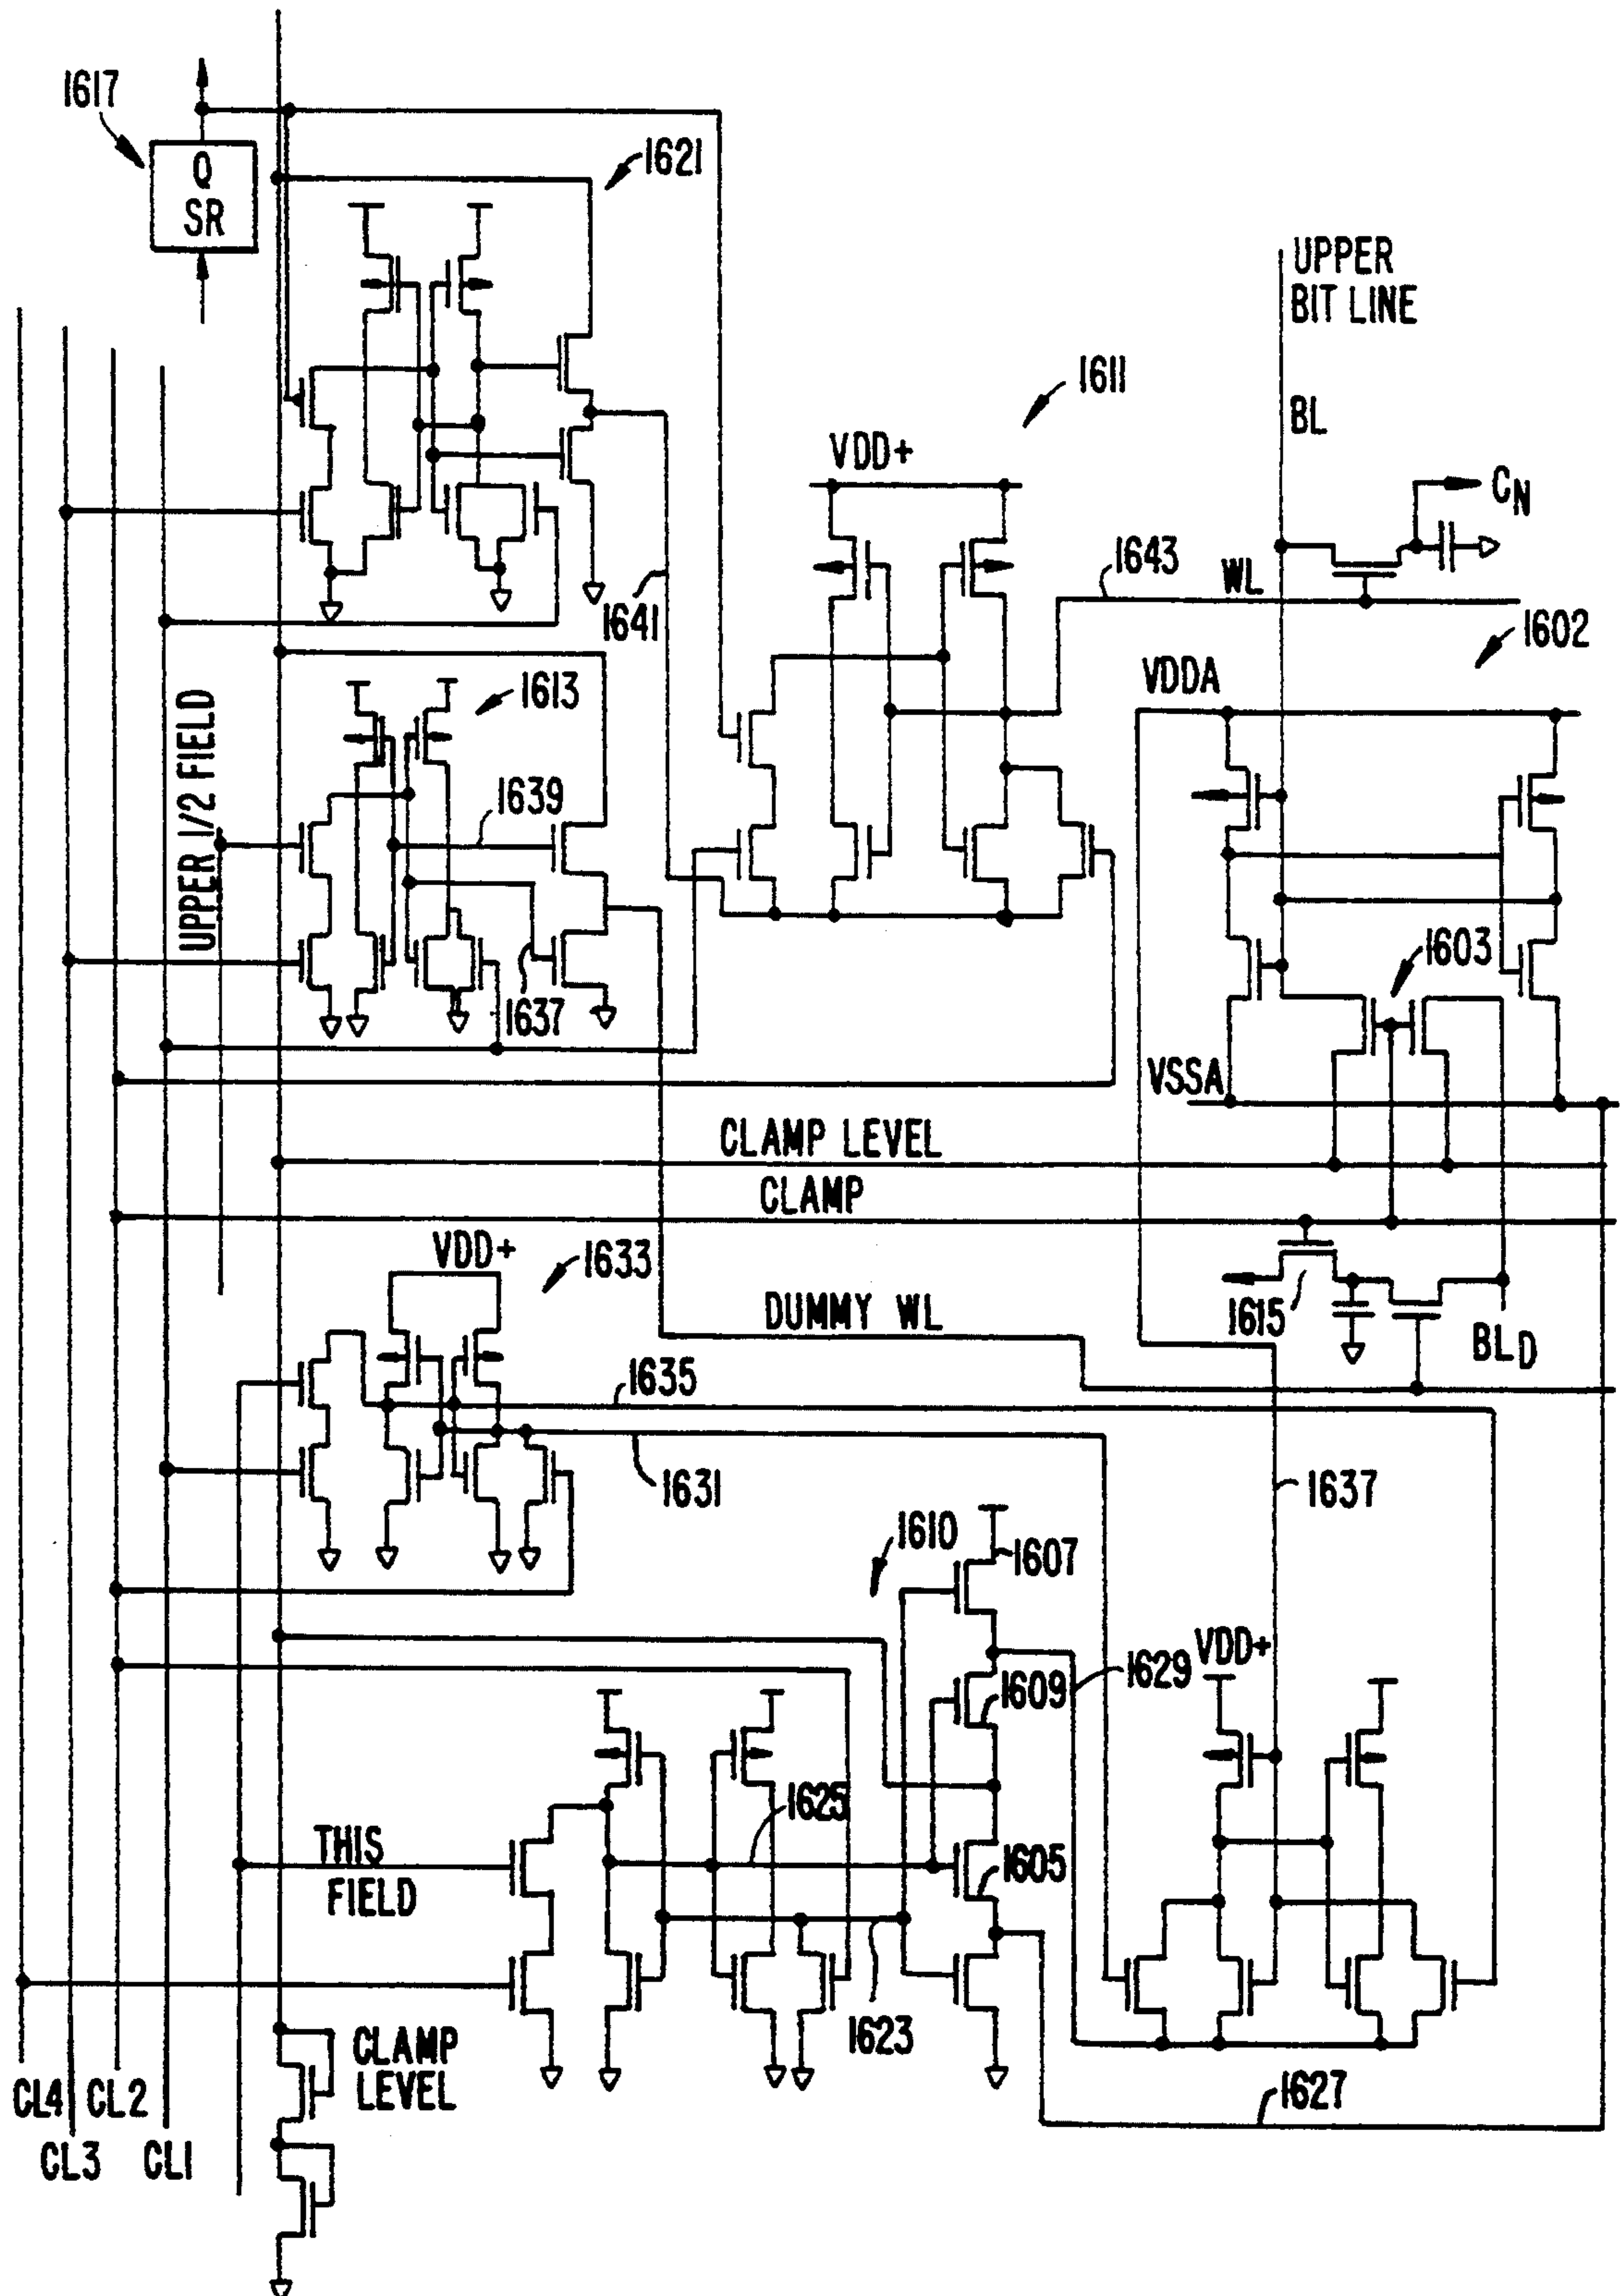 1617
Q
SR
1621
UPPER
BIT LINE
1611
BL
VDD+
CN
1643
WL
1641
1602
1613
VDDA
UPPER 1/2 FIELD
1639
1603
1637
VSSA
CLAMP LEVEL
CLAMP
VDD+
1633
DUMMY WL
1615
BLD
1635
1631
1637
1610
1607
VDD+
1629
1609
1625
THIS
FIELD
1605
1623
CLAMP
LEVEL
CL4
CL2
1627
CL3
CL1